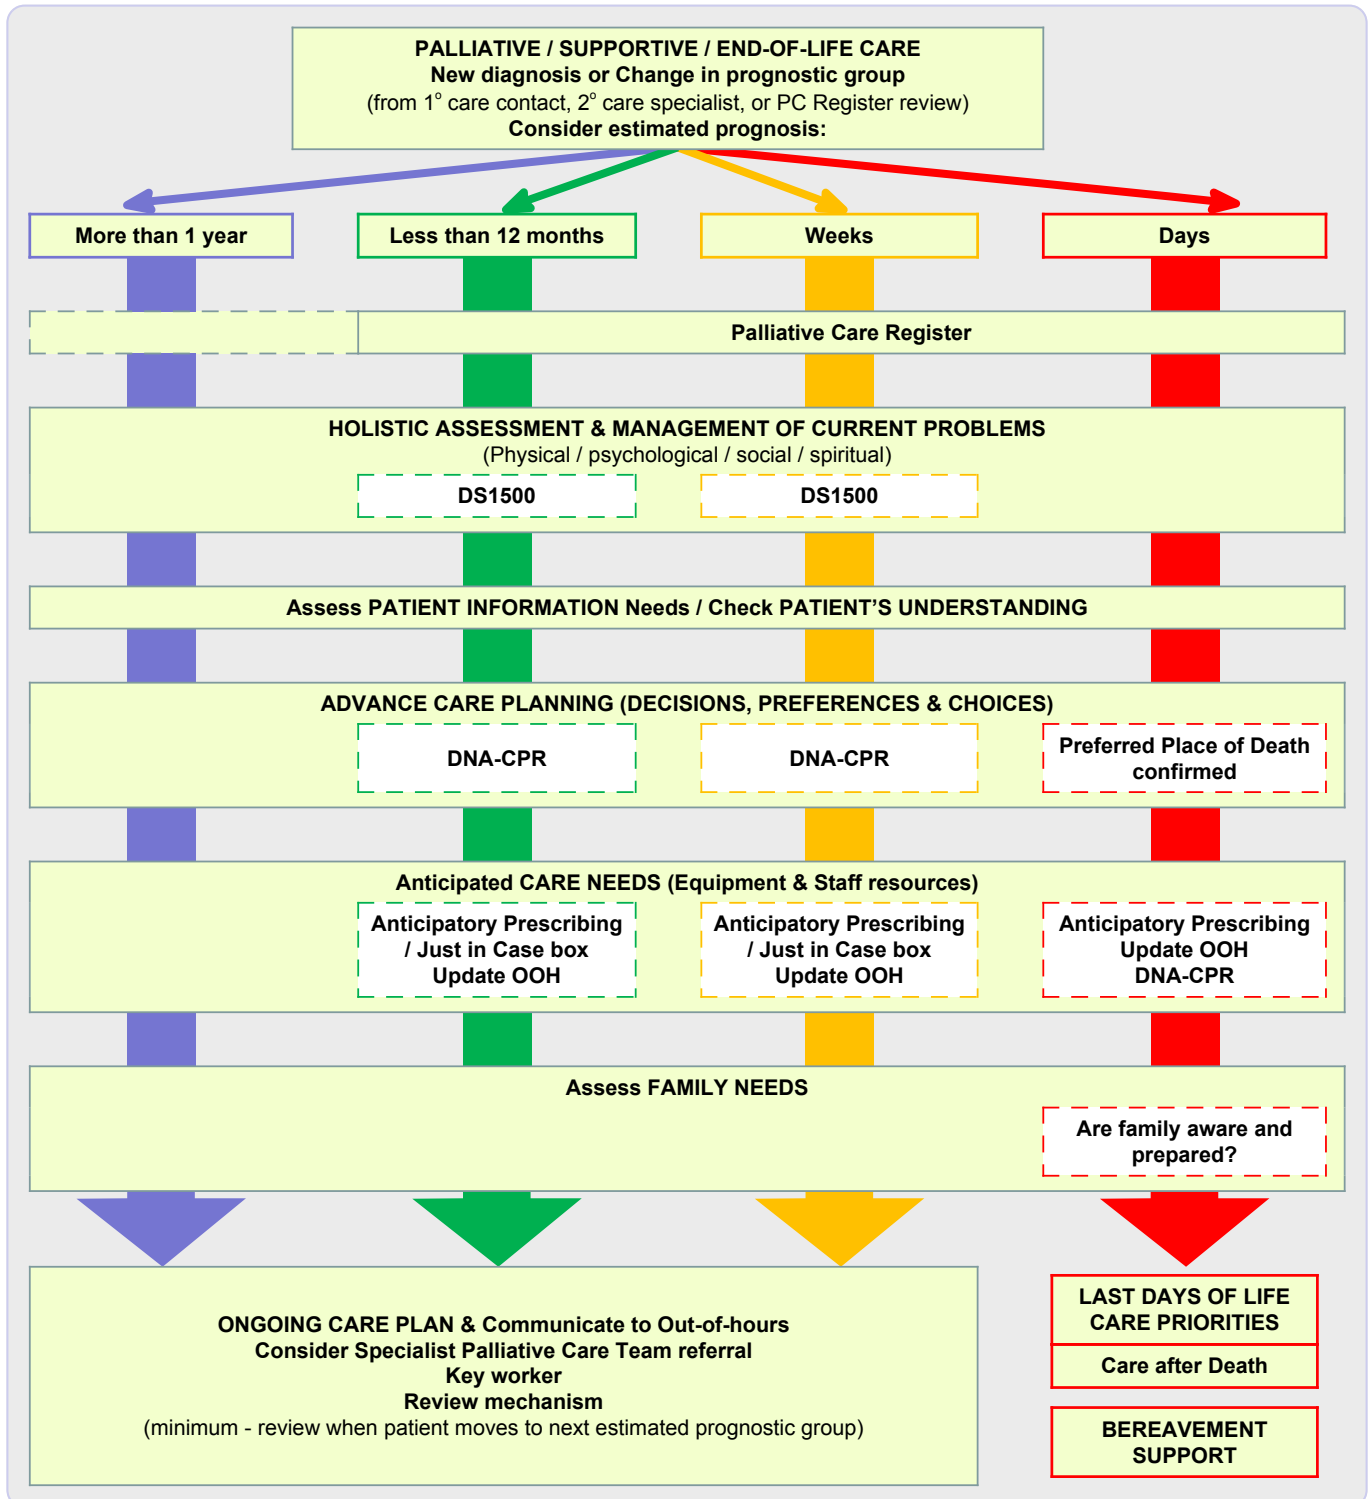 PALLIATIVE / SUPPORTIVE / END-OF-LIFE CARE
New diagnosis or Change in prognostic group
(from 1º care contact, 2º care specialist, or PC Register review)
Consider estimated prognosis:
More than 1 year
Less than 12 months
Weeks
Days
Palliative Care Register
HOLISTIC ASSESSMENT & MANAGEMENT OF CURRENT PROBLEMS
(Physical / psychological / social / spiritual)
DS1500
DS1500
Assess PATIENT INFORMATION Needs / Check PATIENT’S UNDERSTANDING
ADVANCE CARE PLANNING (DECISIONS, PREFERENCES & CHOICES)
DNA-CPR
DNA-CPR
Preferred Place of Death
confirmed
Anticipated CARE NEEDS (Equipment & Staff resources)
Anticipatory Prescribing
/ Just in Case box
Update OOH
Anticipatory Prescribing
/ Just in Case box
Update OOH
Anticipatory Prescribing
Update OOH
DNA-CPR
Assess FAMILY NEEDS
Are family aware and
prepared?
ONGOING CARE PLAN & Communicate to Out-of-hours
Consider Specialist Palliative Care Team referral
Key worker
Review mechanism
(minimum - review when patient moves to next estimated prognostic group)
LAST DAYS OF LIFE
CARE PRIORITIES
Care after Death
BEREAVEMENT
SUPPORT